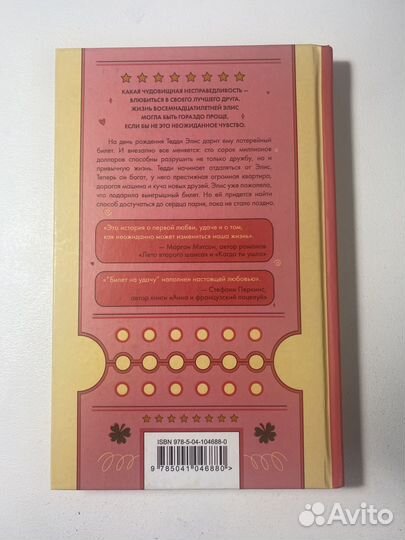 КАКАЯ ЧУДОВИЩНАЯ НЕСПРАВЕДЛИВОСТЬ —
ВЛЮБИТЬСЯ В СВОЕГО ЛУЧШЕГО ДРУГА.
ЖИЗНЬ ВОСЕМНАДЦАТИЛЕТНЕЙ ЭЛИС
МОГЛА БЫТЬ ГОРАЗДО ПРОЩЕ,
ЕСЛИ БЫ НЕ ЭТО НЕОЖИДАННОЕ ЧУВСТВО.
На день рождения Тедди Элис дарит ему лотерейный
билет. И внезапно все меняется: сто сорок миллионов
долларов способны разрушить не только дружбу, но и
привычную жизнь. Тедди начинает отдаляться от Элис.
Теперь он богат, у него престижная огромная квартира,
дорогая машина и куча новых друзей. Элис уже пожалела,
что подарила выигрышный билет. Но ей придется найти
способ достучаться до сердца парня, пока не стало поздно.
«Это история о первой любви, удаче и о том,
как неожиданно может измениться наша жизнь».
— Морган Мэтсон, автор романов
«Лето второго шанса» и «Когда ты ушла»
«"Билет на удачу" наполнен настоящей любовью».
— Стефани Перкинс,
автор книги «Анна и французский поцелуй»
ISBN 978-5-04-104688-0
9 785041 046880 >
Avito